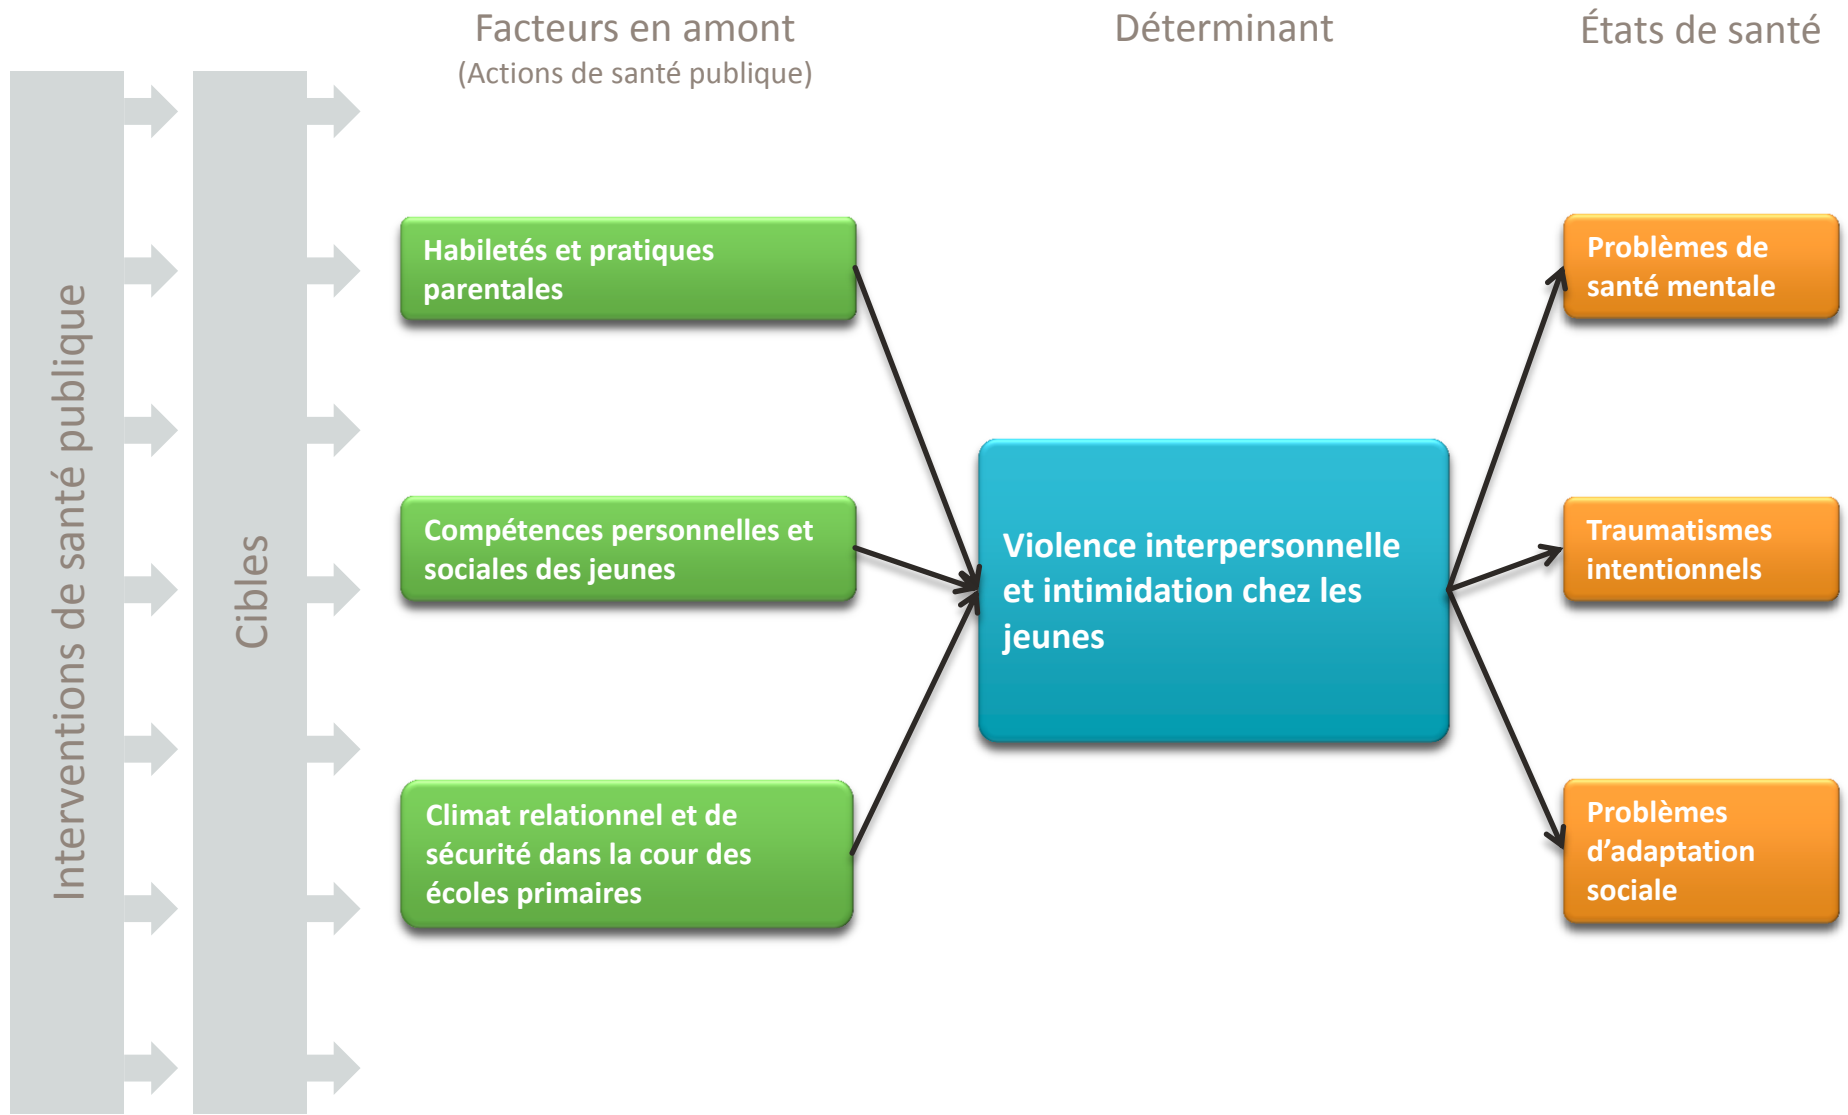 Facteurs en amont
(Actions de santé publique)
Déterminant
États de santé
Interventions de santé publique
Cibles
Habiletés et pratiques
parentales
Compétences personnelles et
sociales des jeunes
Climat relationnel et de
sécurité dans la cour des
écoles primaires
Violence interpersonnelle
et intimidation chez les
jeunes
Problèmes de
santé mentale
Traumatismes
intentionnels
Problèmes
d’adaptation
sociale